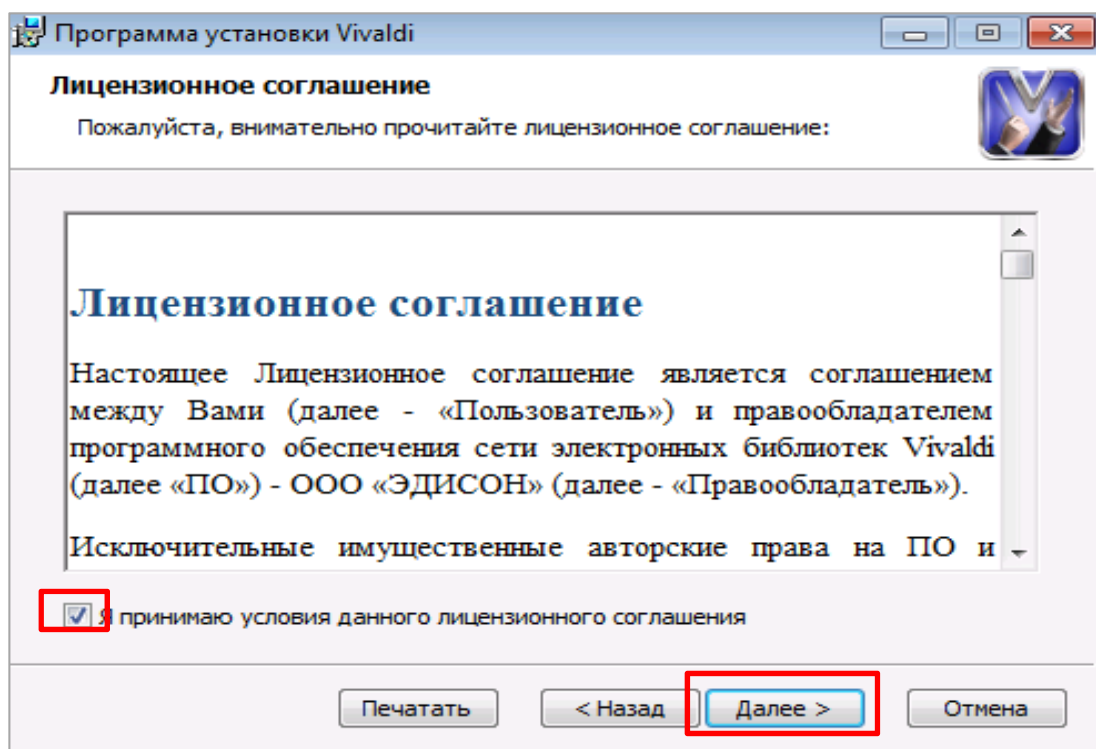 Программа установки Vivaldi
Лицензионное соглашение
Пожалуйста, внимательно прочитайте лицензионное соглашение:
Лицензионное соглашение
Настоящее Лицензионное соглашение является соглашением
между Вами (далее - «Пользователь») и правообладателем
программного обеспечения сети электронных библиотек Vivaldi
(далее «ПО») - ООО «ЭДИСОН» (далее - «Правообладатель»).
Исключительные имущественные авторские права на ПО и
Я принимаю условия данного лицензионного соглашения
Печатать < Назад Далее > Отмена